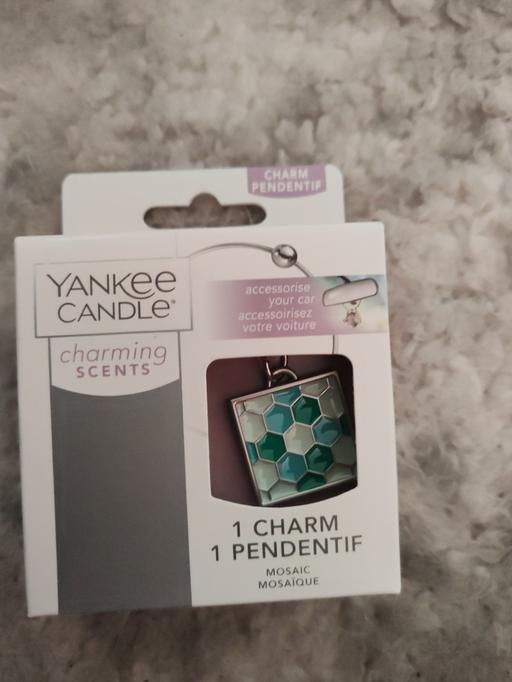 CHARM
PENDENTIF
YANKEE
CANDLE®
charming
SCENTS
accessorise
your car
accessoirisez
votre voiture
1 CHARM
1 PENDENTIF
MOSAIC
MOSAÏQUE